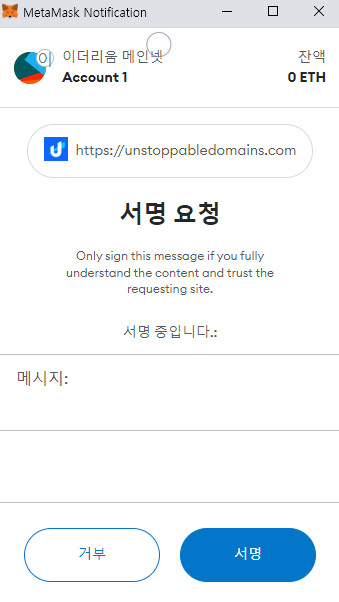 MetaMask Notification
이 이더리움 메인넷
Account 1
잔액
0 ETH
https://unstoppabledomains.com
서명 요청
Only sign this message if you fully
understand the content and trust the
requesting site.
서명 중입니다.:
메시지:
거부
서명